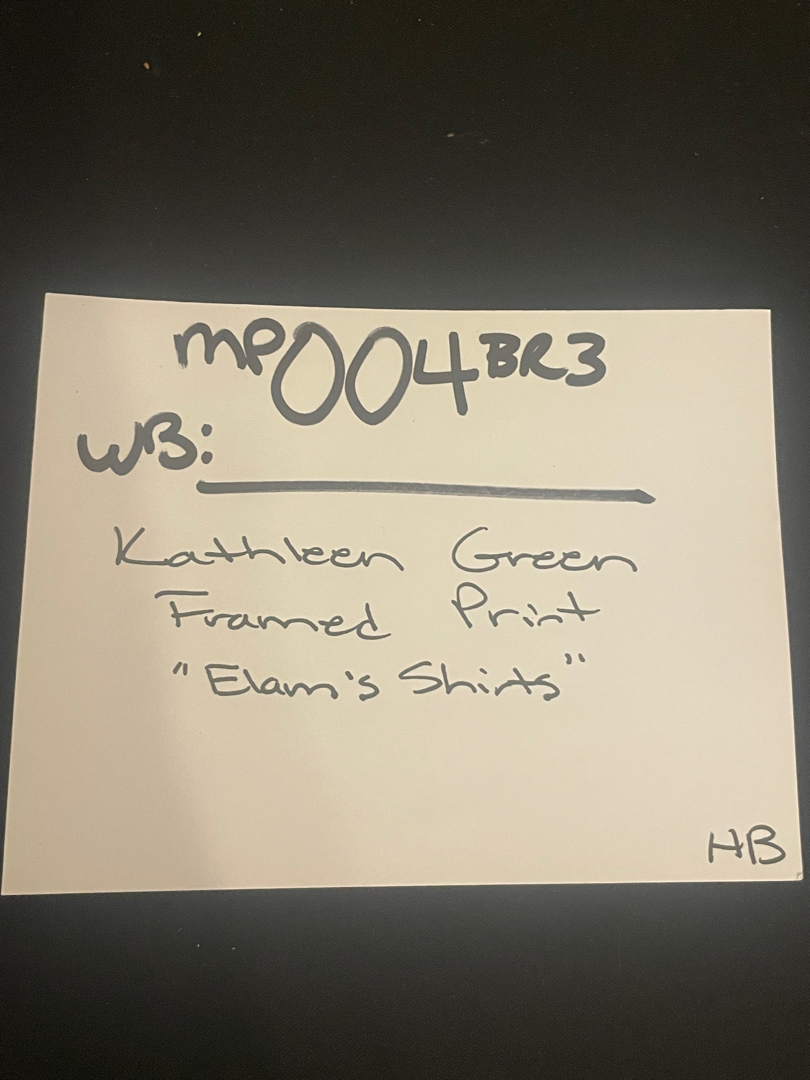 MP004BR3
WB:
Kathleen Green
Framed Print
"Elam's Shirts"
HB